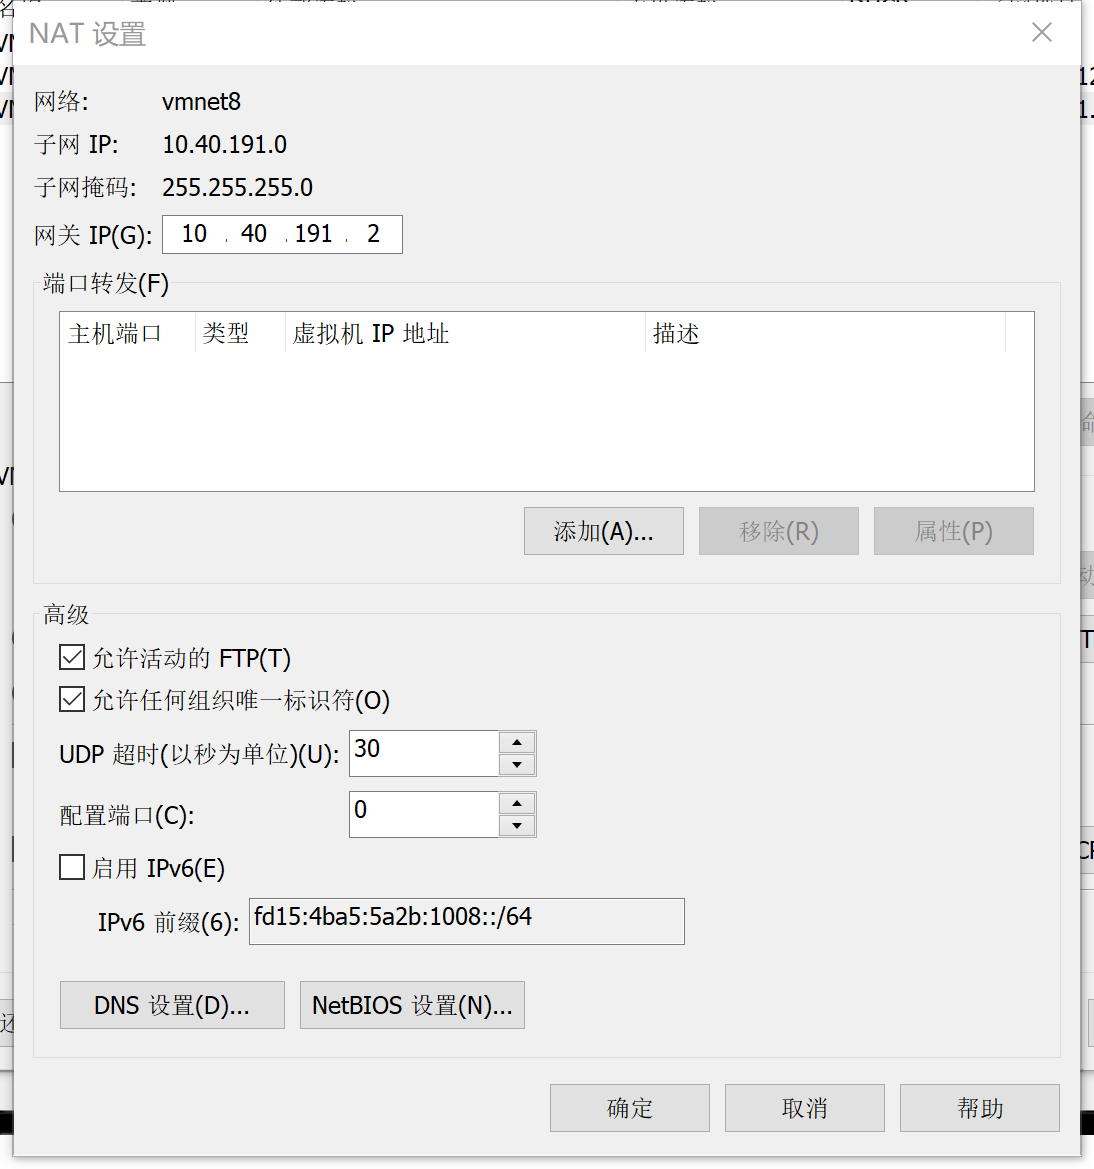 NAT 设置
网络: vmnet8
子网 IP: 10.40.191.0
子网掩码: 255.255.255.0
网关 IP(G): 10 . 40 . 191 . 2
端口转发(F)
主机端口 类型 虚拟机 IP 地址 描述
添加(A)... 移除(R) 属性(P)
高级
允许活动的 FTP(T)
允许任何组织唯一标识符(O)
UDP 超时(以秒为单位)(U): 30
配置端口(C): 0
启用 IPv6(E)
IPv6 前缀(6): fd15:4ba5:5a2b:1008::/64
DNS 设置(D)... NetBIOS 设置(N)...
确定 取消 帮助